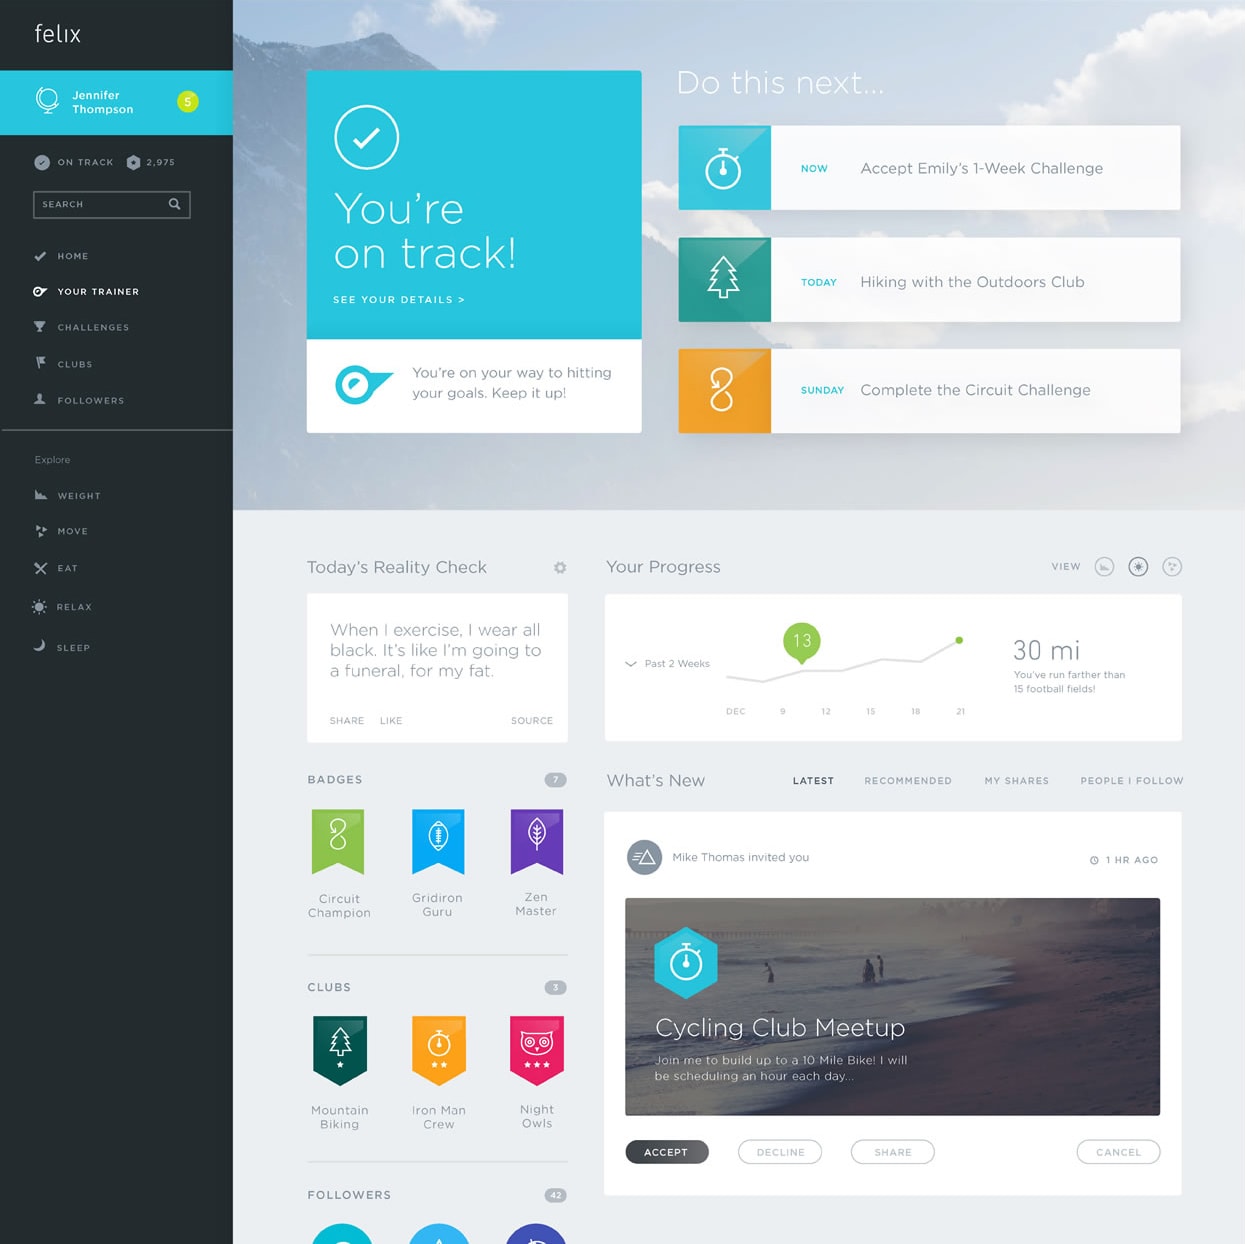 felix
Jennifer
Thompson
5
ON TRACK
2,975
SEARCH
HOME
YOUR TRAINER
CHALLENGES
CLUBS
FOLLOWERS
Explore
WEIGHT
MOVE
EAT
RELAX
SLEEP
You're
on track!
SEE YOUR DETAILS >
You're on your way to hitting
your goals. Keep it up!
Do this next...
NOW Accept Emily's 1-Week Challenge
TODAY Hiking with the Outdoors Club
SUNDAY Complete the Circuit Challenge
Today's Reality Check
When I exercise, I wear all
black. It's like I'm going to
a funeral, for my fat.
SHARE LIKE SOURCE
Your Progress
VIEW
Past 2 Weeks
13
DEC 9 12 15 18 21
30 mi
You've run farther than
15 football fields!
BADGES 7
Circuit
Champion
Gridiron
Guru
Zen
Master
CLUBS 3
Mountain
Biking
Iron Man
Crew
Night
Owls
FOLLOWERS 42
What's New
LATEST RECOMMENDED MY SHARES PEOPLE I FOLLOW
Mike Thomas invited you
1 HR AGO
Cycling Club Meetup
Join me to build up to a 10 Mile Bike! I will
be scheduling an hour each day...
ACCEPT DECLINE SHARE CANCEL